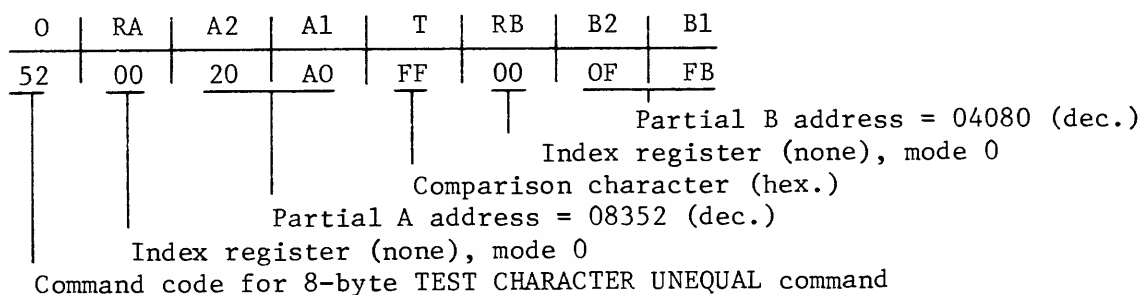 O RA A2 A1 T RB B2 B1
52 00 20 A0 FF 00 0F FB
Partial B address = 04080 (dec.)
Index register (none), mode 0
Comparison character (hex.)
Partial A address = 08352 (dec.)
Index register (none), mode 0
Command code for 8-byte TEST CHARACTER UNEQUAL command